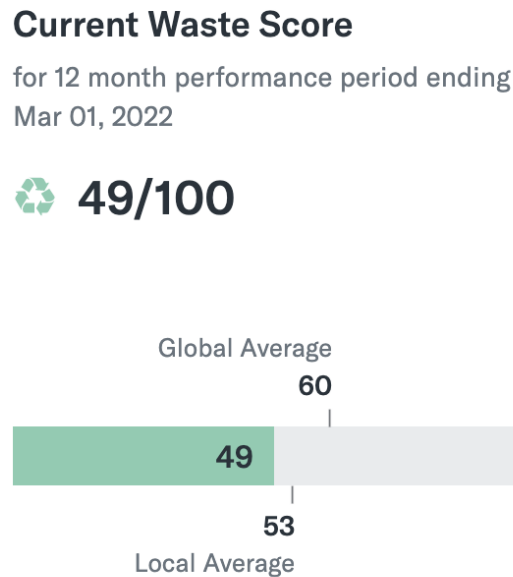 Current Waste Score
for 12 month performance period ending
Mar 01, 2022
49/100
Global Average
60
49
53
Local Average